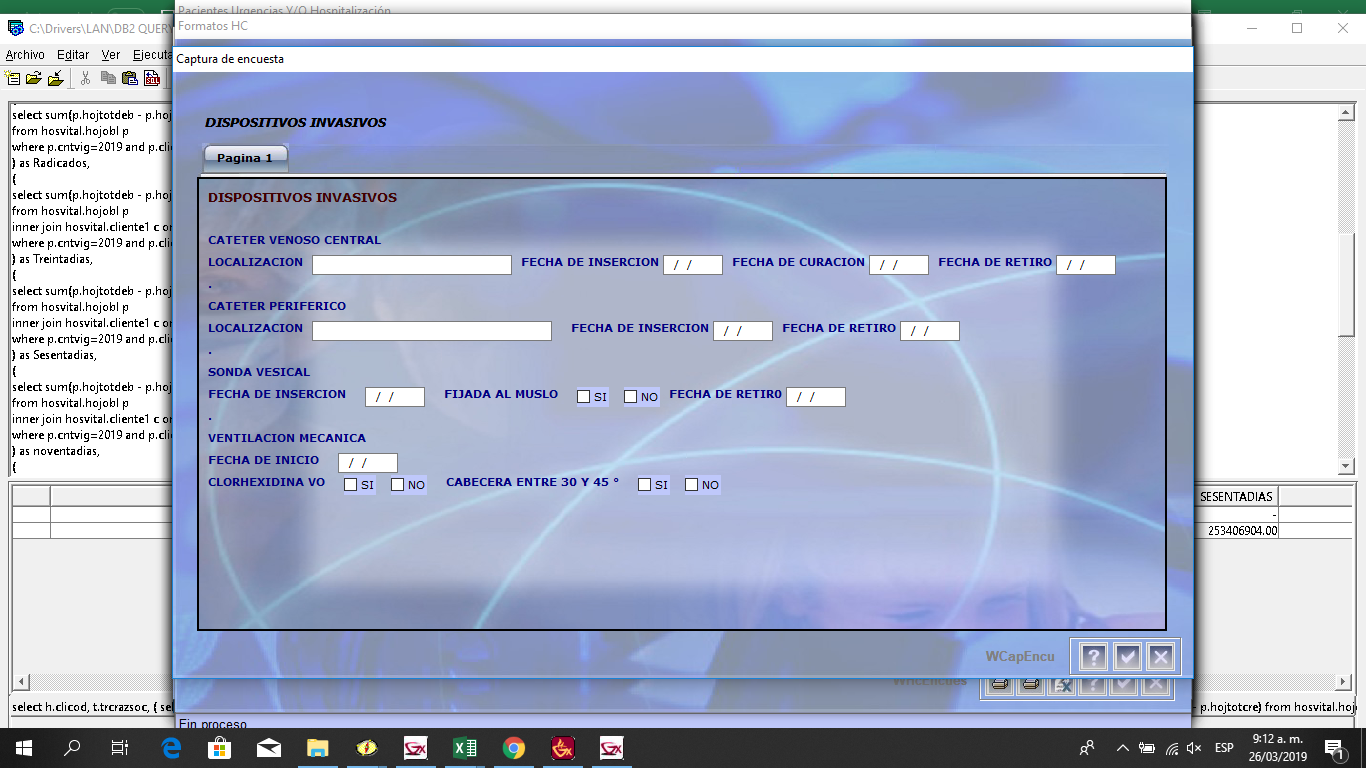 Pacientes Urgencias Y/O Hospitalización
Formatos HC
C:\Drivers\LAN\DB2 QUERY
Archivo Editar Ver Ejecuta
Captura de encuesta
select sum(p.hojtotdeb - p.hoj
from hosvital.hojobl p
where p.cntvig=2019 and p.cli
) as Radicados,
(
select sum(p.hojtotdeb - p.hoj
from hosvital.hojobl p
inner join hosvital.cliente1 c or
where p.cntvig=2019 and p.cli
) as Treintadias,
(
select sum(p.hojtotdeb - p.hoj
from hosvital.hojobl p
inner join hosvital.cliente1 c or
where p.cntvig=2019 and p.cli
) as Sesentadias,
(
select sum(p.hojtotdeb - p.hoj
from hosvital.hojobl p
inner join hosvital.cliente1 c or
where p.cntvig=2019 and p.cli
) as noventadias,
(
DISPOSITIVOS INVASIVOS
Pagina 1
DISPOSITIVOS INVASIVOS
CATETER VENOSO CENTRAL
LOCALIZACION FECHA DE INSERCION / / FECHA DE CURACION / / FECHA DE RETIRO / /
.
CATETER PERIFERICO
LOCALIZACION FECHA DE INSERCION / / FECHA DE RETIRO / /
.
SONDA VESICAL
FECHA DE INSERCION / / FIJADA AL MUSLO SI NO FECHA DE RETIR0 / /
.
VENTILACION MECANICA
FECHA DE INICIO / /
CLORHEXIDINA VO SI NO CABECERA ENTRE 30 Y 45 ° SI NO
SESENTADIAS
-
253406904.00
WCapEncu
?
select h.clicod, t.trcrazsoc, ( sel
- p.hojtotcre) from hosvital.hoj
Fin proceso
ESP
9:12 a. m.
26/03/2019
1